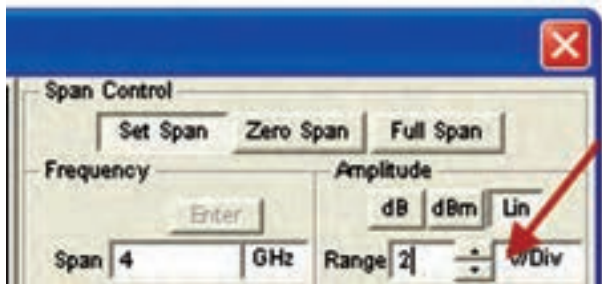 Span Control
Set Span Zero Span Full Span
Frequency Amplitude
Enter dB dBm Lin
Span 4 GHz Range 2